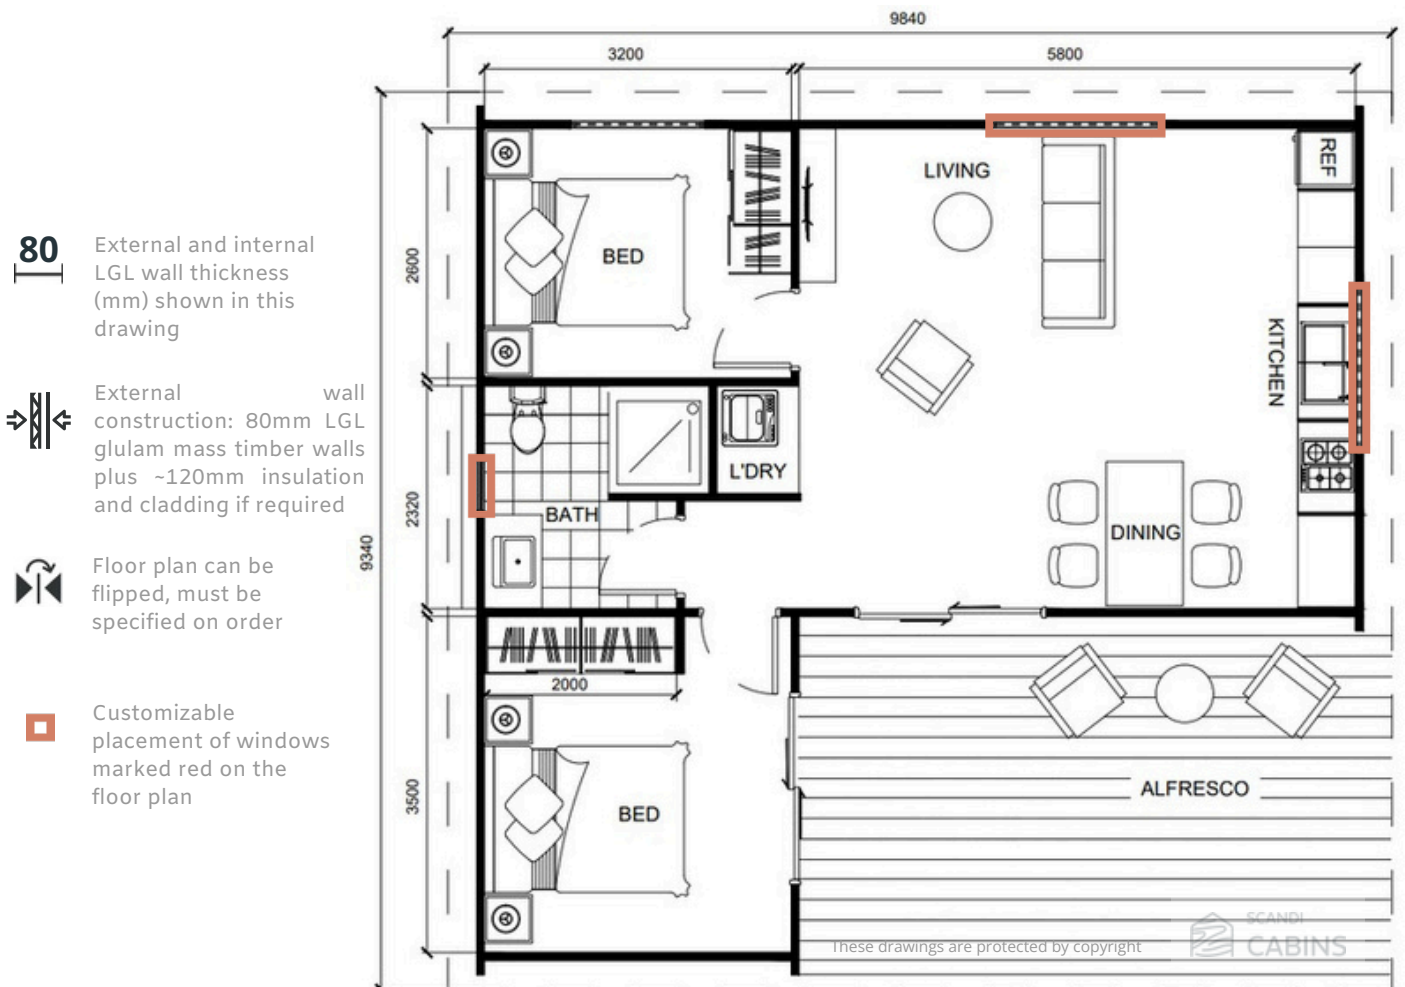 9840
3200
5800
80
External and internal
LGL wall thickness
(mm) shown in this
drawing
External wall
construction: 80mm LGL
glulam mass timber walls
plus ~120mm insulation
and cladding if required
Floor plan can be
flipped, must be
specified on order
Customizable
placement of windows
marked red on the
floor plan
9340
2600
2320
3500
BED
LIVING
REF
KITCHEN
L'DRY
BATH
DINING
2000
BED
ALFRESCO
These drawings are protected by copyright
SCANDI
CABINS